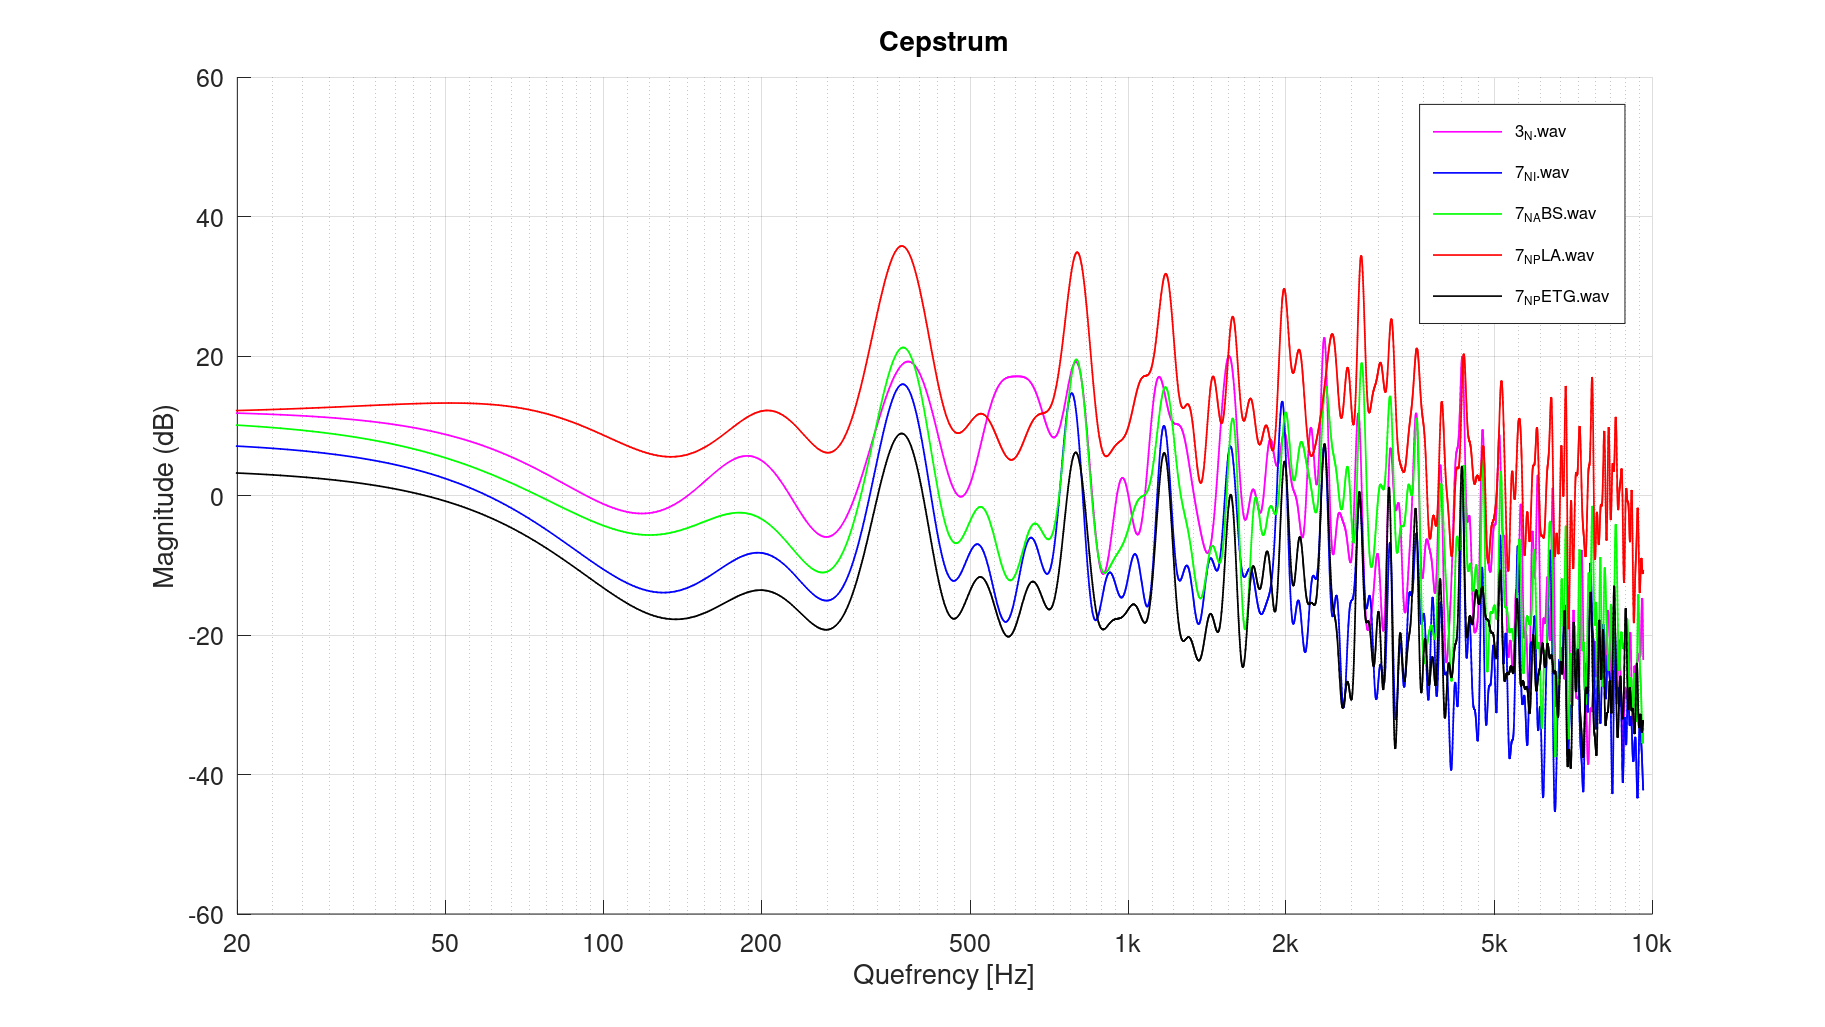 Cepstrum
60
40
20
0
-20
-40
-60
Magnitude (dB)
3N.wav
7NI.wav
7NABS.wav
7NPLA.wav
7NPETG.wav
20 50 100 200 500 1k 2k 5k 10k
Quefrency [Hz]